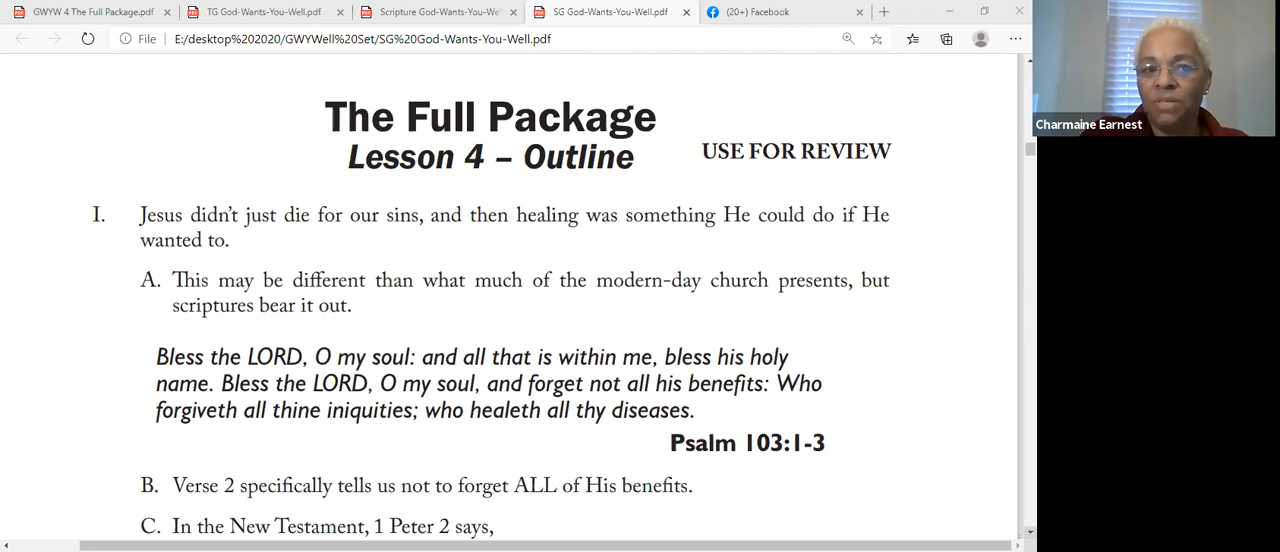 GWYW 4 The Full Package.pdf
TG God-Wants-You-Well.pdf
Scripture God-Wants-You-We
SG God-Wants-You-Well.pdf
(20+) Facebook
File
E:/desktop%202020/GWYWell%20Set/SG%20God-Wants-You-Well.pdf
Charmaine Earnest
The Full Package
Lesson 4 – Outline
USE FOR REVIEW
I. Jesus didn't just die for our sins, and then healing was something He could do if He
wanted to.
A. This may be different than what much of the modern-day church presents, but
scriptures bear it out.
Bless the LORD, O my soul: and all that is within me, bless his holy
name. Bless the LORD, O my soul, and forget not all his benefits: Who
forgiveth all thine iniquities; who healeth all thy diseases.
Psalm 103:1-3
B. Verse 2 specifically tells us not to forget ALL of His benefits.
C. In the New Testament, 1 Peter 2 says,